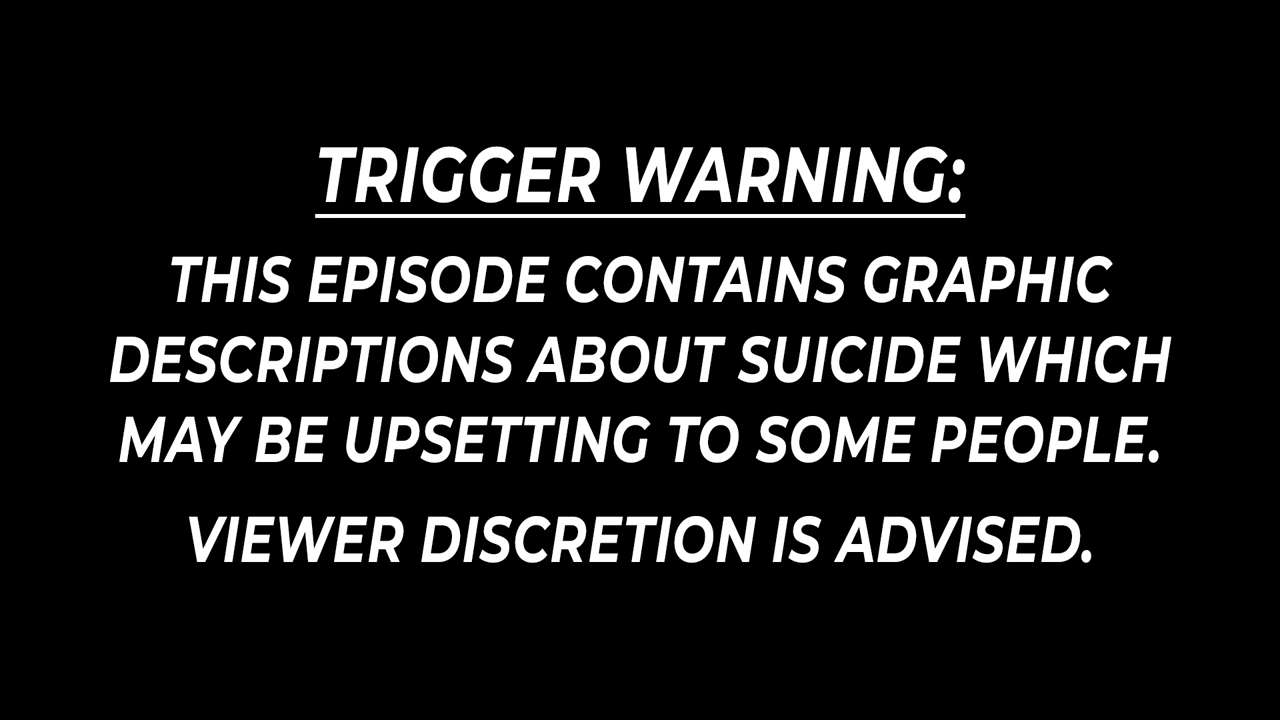 TRIGGER WARNING:
THIS EPISODE CONTAINS GRAPHIC
DESCRIPTIONS ABOUT SUICIDE WHICH
MAY BE UPSETTING TO SOME PEOPLE.
VIEWER DISCRETION IS ADVISED.